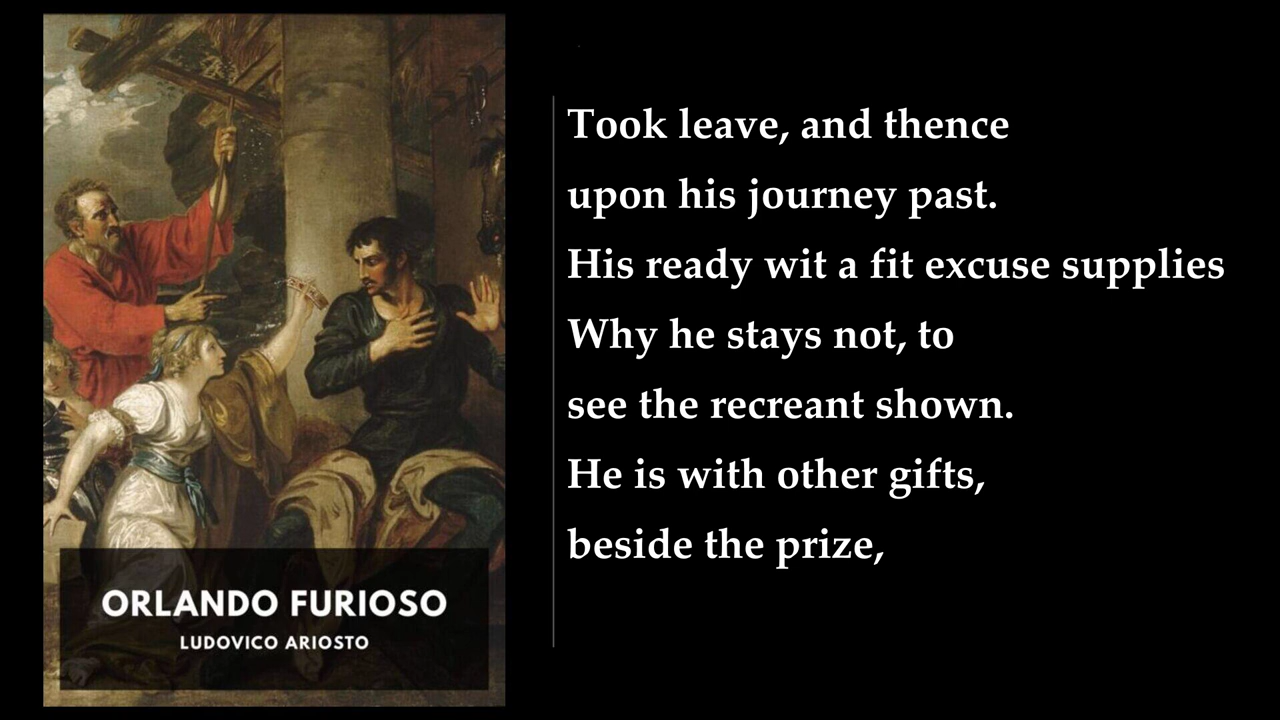 Took leave, and thence
upon his journey past.
His ready wit a fit excuse supplies
Why he stays not, to
see the recreant shown.
He is with other gifts,
beside the prize,
ORLANDO FURIOSO
LUDOVICO ARIOSTO